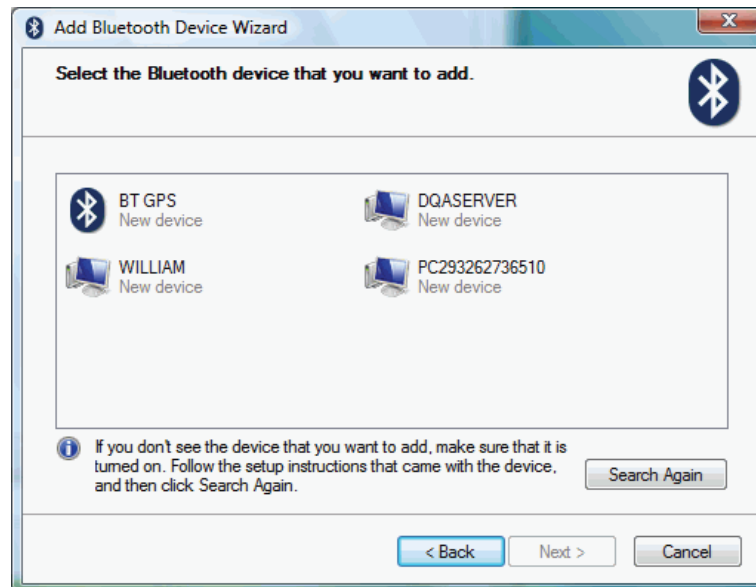 Add Bluetooth Device Wizard
Select the Bluetooth device that you want to add.
BT GPS
New device
DQASERVER
New device
WILLIAM
New device
PC293262736510
New device
If you don't see the device that you want to add, make sure that it is
turned on. Follow the setup instructions that came with the device,
and then click Search Again.
Search Again
< Back
Next >
Cancel